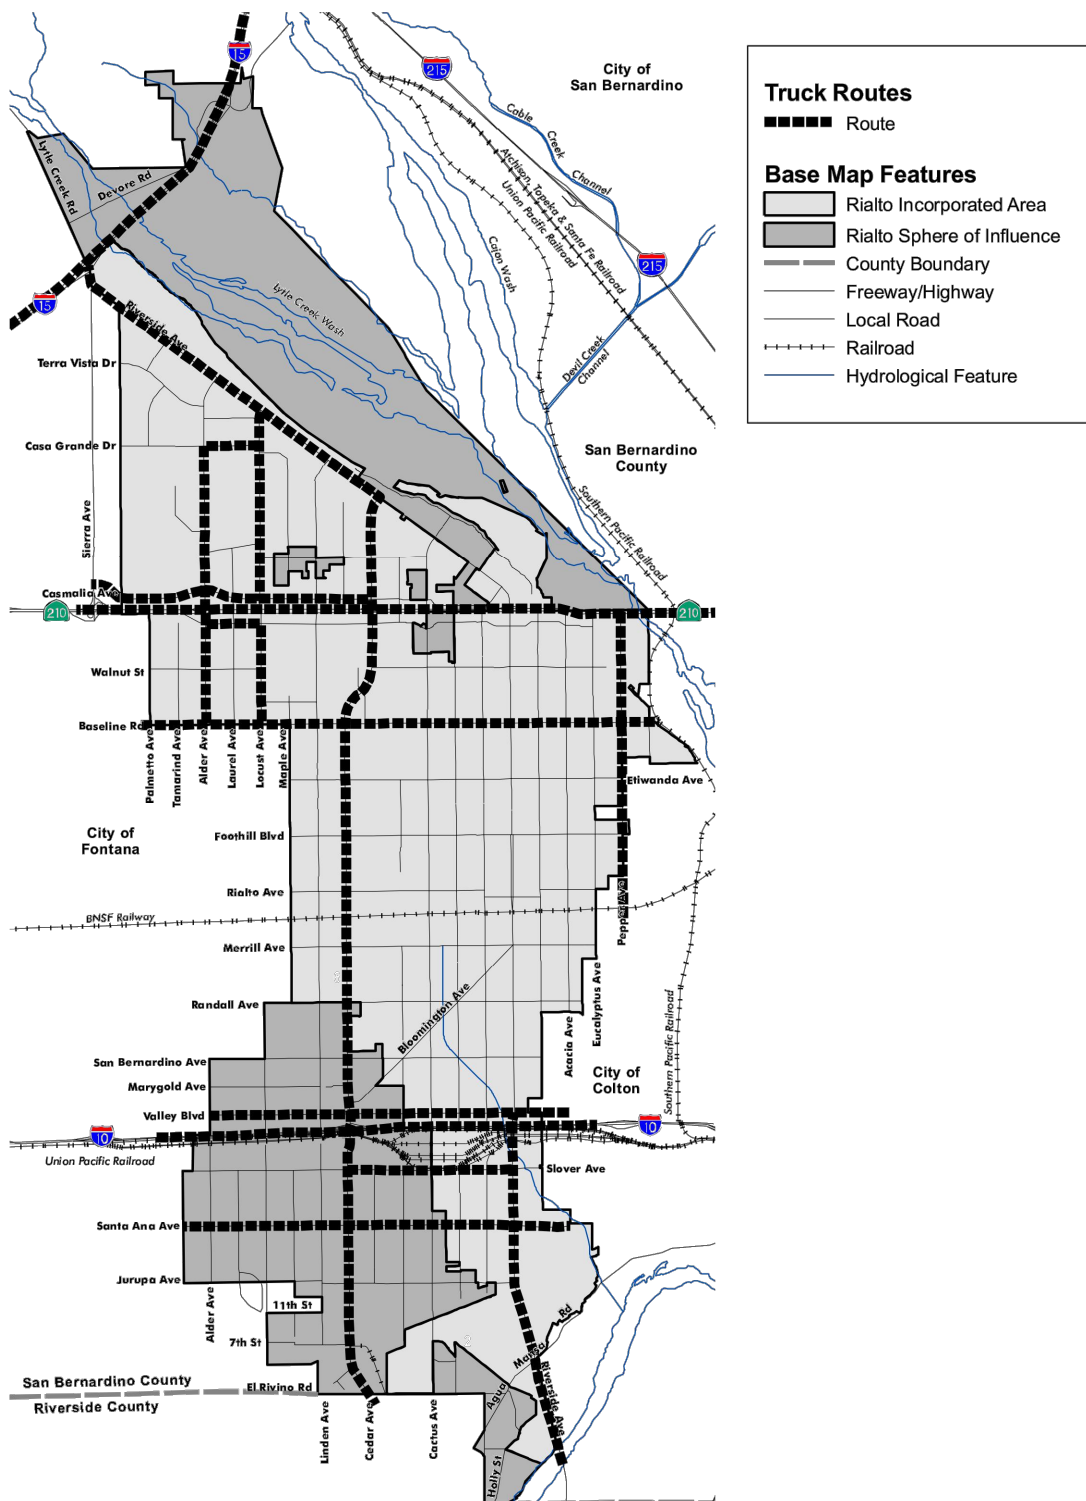 Truck Routes
Route
Base Map Features
Rialto Incorporated Area
Rialto Sphere of Influence
County Boundary
Freeway/Highway
Local Road
Railroad
Hydrological Feature
15
215
City of
San Bernardino
Cable
Creek
Channel
Lytle Creek Rd
Devore Rd
Atchison, Topeka & Santa Fe Railroad
Union Pacific Railroad
Cajon Wash
215
15
Lytle Creek Wash
Riverside Ave
Devil Creek
Channel
Terra Vista Dr
Casa Grande Dr
San Bernardino
County
Sierra Ave
Southern Pacific Railroad
Casmalia Ave
210
210
Walnut St
Baseline Rd
Palmetto Ave
Tamarind Ave
Alder Ave
Laurel Ave
Locust Ave
Maple Ave
Etiwanda Ave
City of
Fontana
Foothill Blvd
Rialto Ave
Pepper Ave
BNSF Railway
Merrill Ave
Eucalyptus Ave
Randall Ave
Bloomington Ave
Acacia Ave
Southern Pacific Railroad
San Bernardino Ave
City of
Colton
Marygold Ave
Valley Blvd
10
10
Union Pacific Railroad
Slover Ave
Santa Ana Ave
Jurupa Ave
Alder Ave
11th St
7th St
Agua Mansa Rd
Riverside Ave
San Bernardino County
El Rivino Rd
Riverside County
Linden Ave
Cedar Ave
Cactus Ave
Holly St